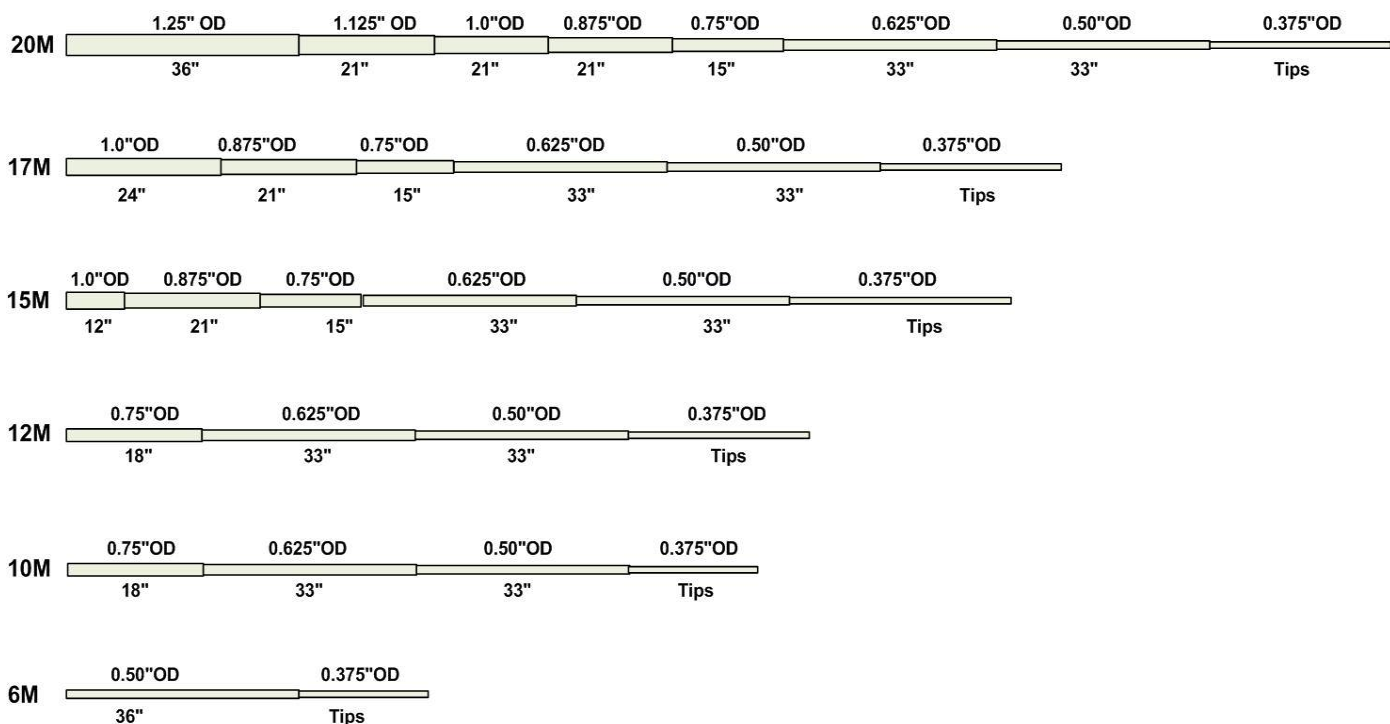 1.25" OD 1.125" OD 1.0"OD 0.875"OD 0.75"OD 0.625"OD 0.50"OD 0.375"OD
20M
36" 21" 21" 21" 15" 33" 33" Tips
1.0"OD 0.875"OD 0.75"OD 0.625"OD 0.50"OD 0.375"OD
17M
24" 21" 15" 33" 33" Tips
1.0"OD 0.875"OD 0.75"OD 0.625"OD 0.50"OD 0.375"OD
15M
12" 21" 15" 33" 33" Tips
0.75"OD 0.625"OD 0.50"OD 0.375"OD
12M
18" 33" 33" Tips
0.75"OD 0.625"OD 0.50"OD 0.375"OD
10M
18" 33" 33" Tips
0.50"OD 0.375"OD
6M
36" Tips